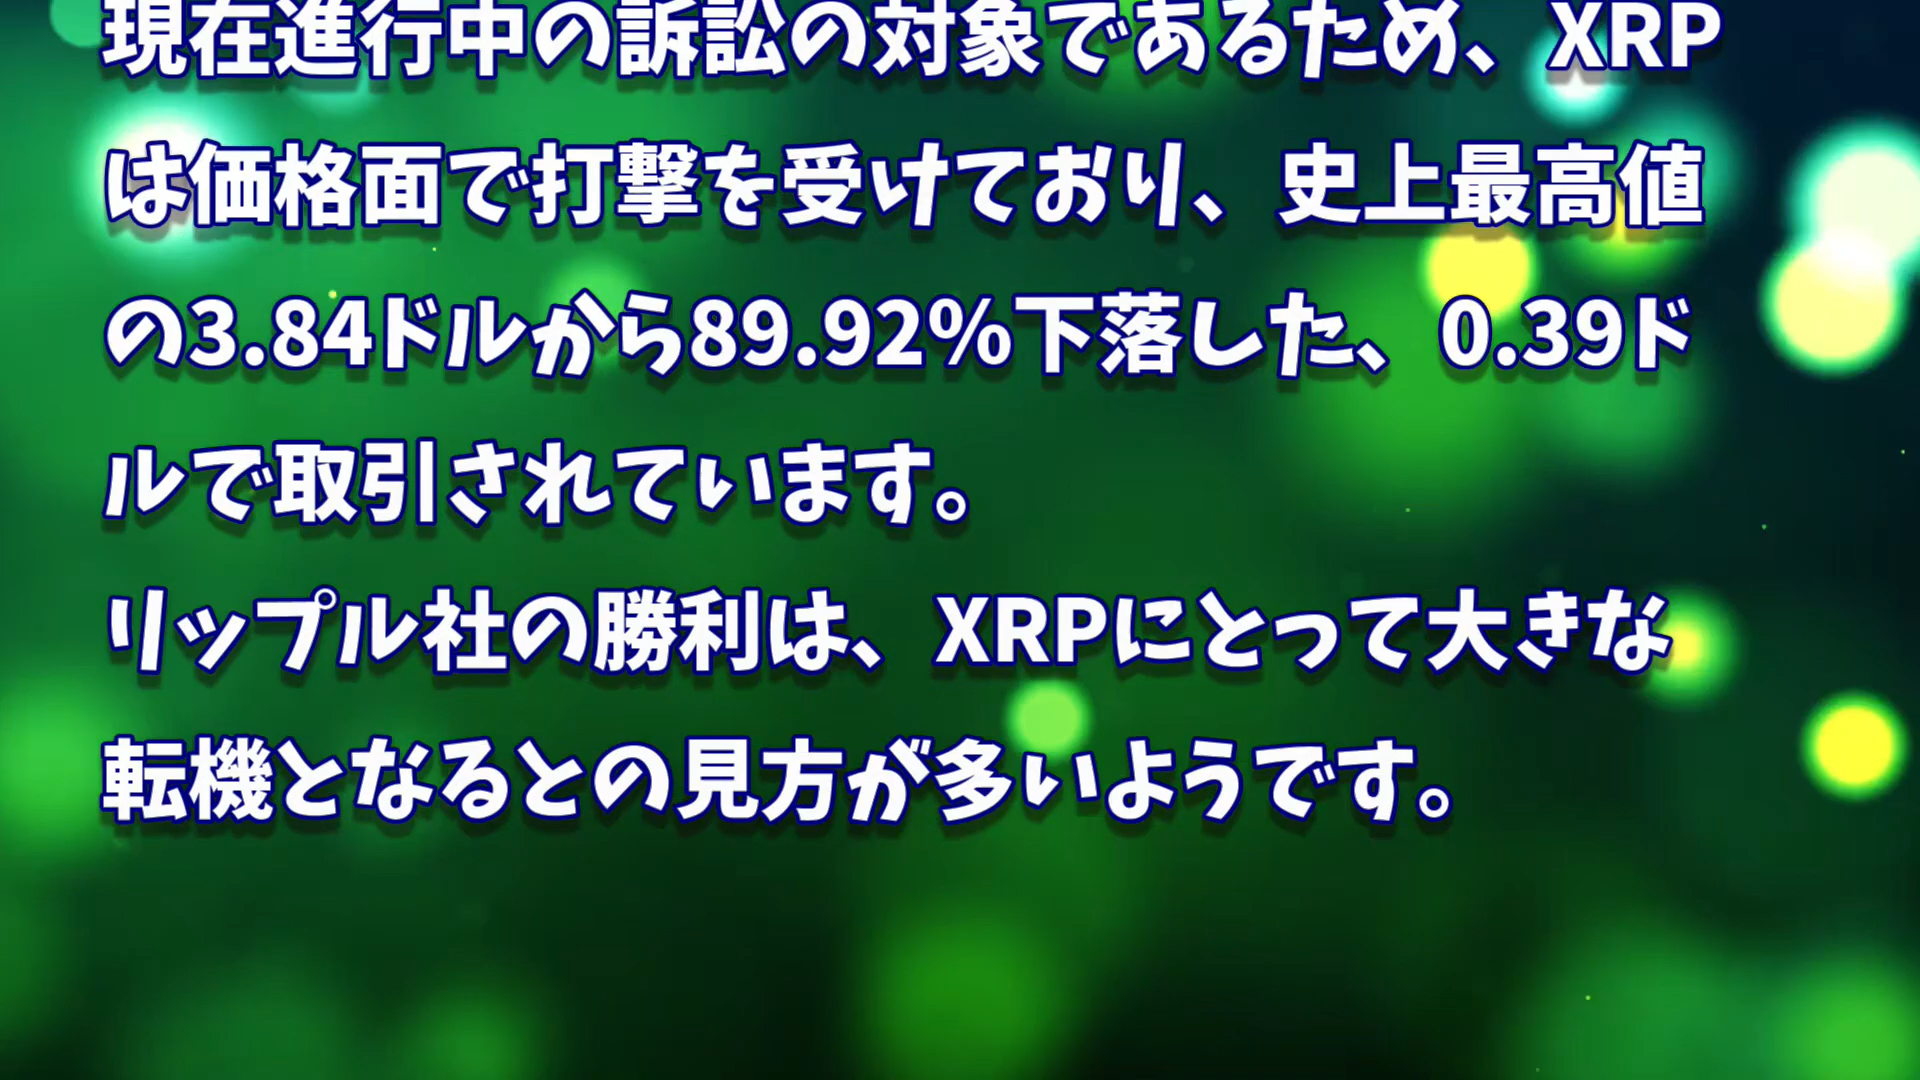 現在進行中の訴訟の対象であるため、XRP
は価格面で打撃を受けており、史上最高値
の3.84ドルから89.92%下落した、0.39ド
ルで取引されています。
リップル社の勝利は、XRPにとって大きな
転機となるとの見方が多いようです。